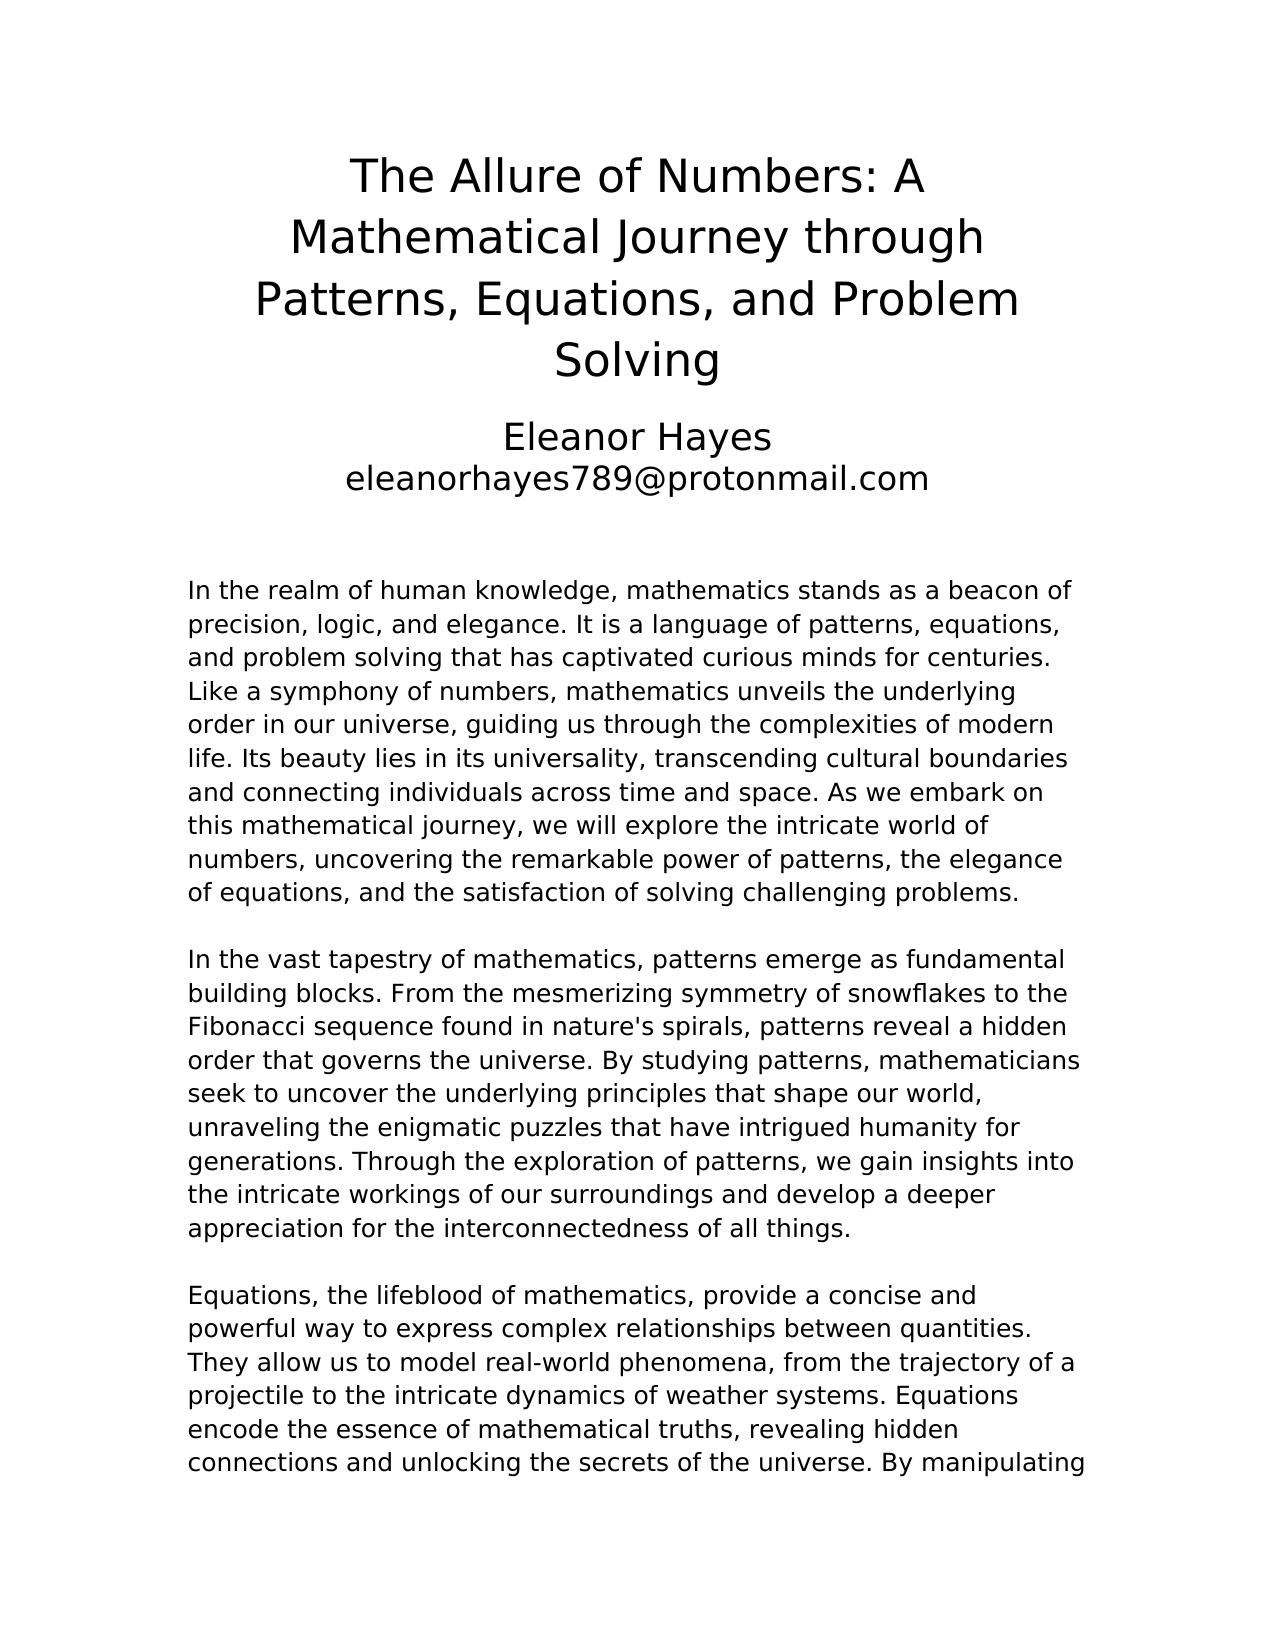 The Allure of Numbers: A
Mathematical Journey through
Patterns, Equations, and Problem
Solving
Eleanor Hayes
eleanorhayes789@protonmail.com
In the realm of human knowledge, mathematics stands as a beacon of
precision, logic, and elegance. It is a language of patterns, equations,
and problem solving that has captivated curious minds for centuries.
Like a symphony of numbers, mathematics unveils the underlying
order in our universe, guiding us through the complexities of modern
life. Its beauty lies in its universality, transcending cultural boundaries
and connecting individuals across time and space. As we embark on
this mathematical journey, we will explore the intricate world of
numbers, uncovering the remarkable power of patterns, the elegance
of equations, and the satisfaction of solving challenging problems.
In the vast tapestry of mathematics, patterns emerge as fundamental
building blocks. From the mesmerizing symmetry of snowflakes to the
Fibonacci sequence found in nature's spirals, patterns reveal a hidden
order that governs the universe. By studying patterns, mathematicians
seek to uncover the underlying principles that shape our world,
unraveling the enigmatic puzzles that have intrigued humanity for
generations. Through the exploration of patterns, we gain insights into
the intricate workings of our surroundings and develop a deeper
appreciation for the interconnectedness of all things.
Equations, the lifeblood of mathematics, provide a concise and
powerful way to express complex relationships between quantities.
They allow us to model real-world phenomena, from the trajectory of a
projectile to the intricate dynamics of weather systems. Equations
encode the essence of mathematical truths, revealing hidden
connections and unlocking the secrets of the universe. By manipulating